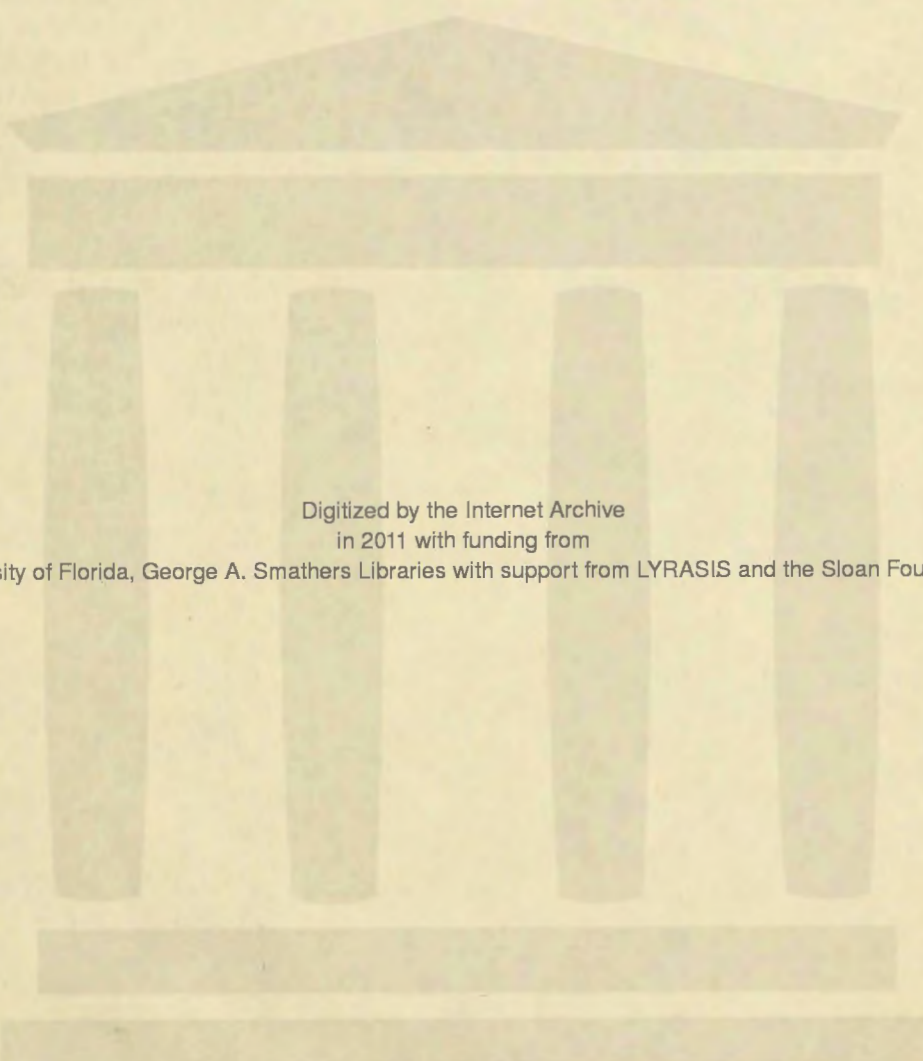 Digitized by the Internet Archive
in 2011 with funding from
sity of Florida, George A. Smathers Libraries with support from LYRASIS and the Sloan Fou